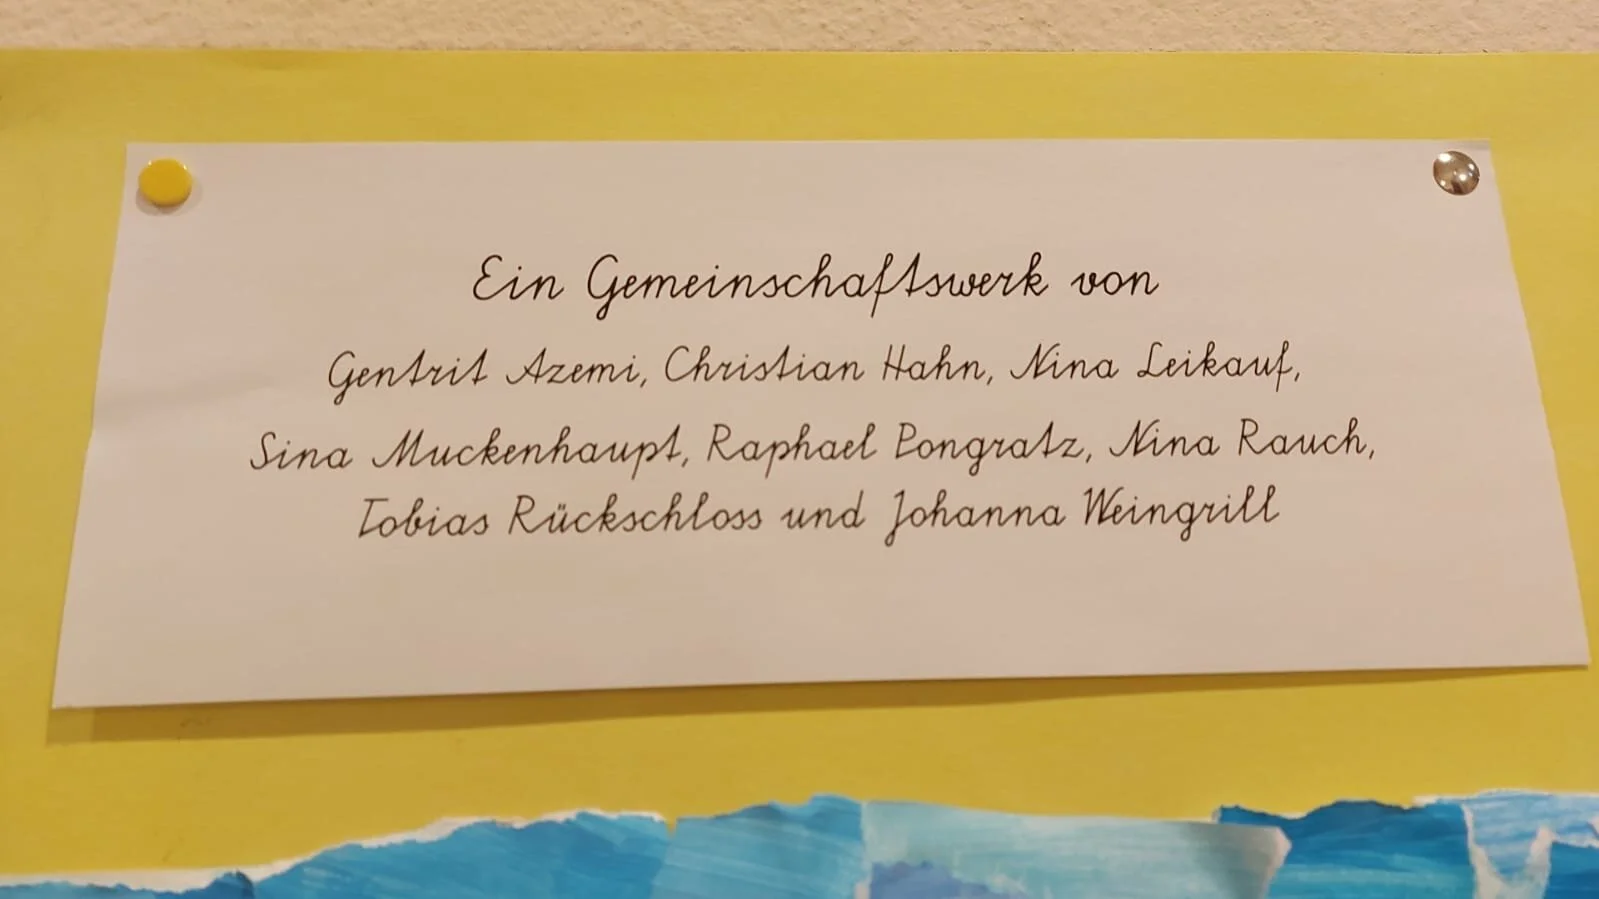 Ein Gemeinschaftswerk von
Gentrit Azemi, Christian Hahn, Nina Leikauf,
Sina Muckenhaupt, Raphael Pongratz, Nina Rauch,
Tobias Rückschloss und Johanna Weingrill